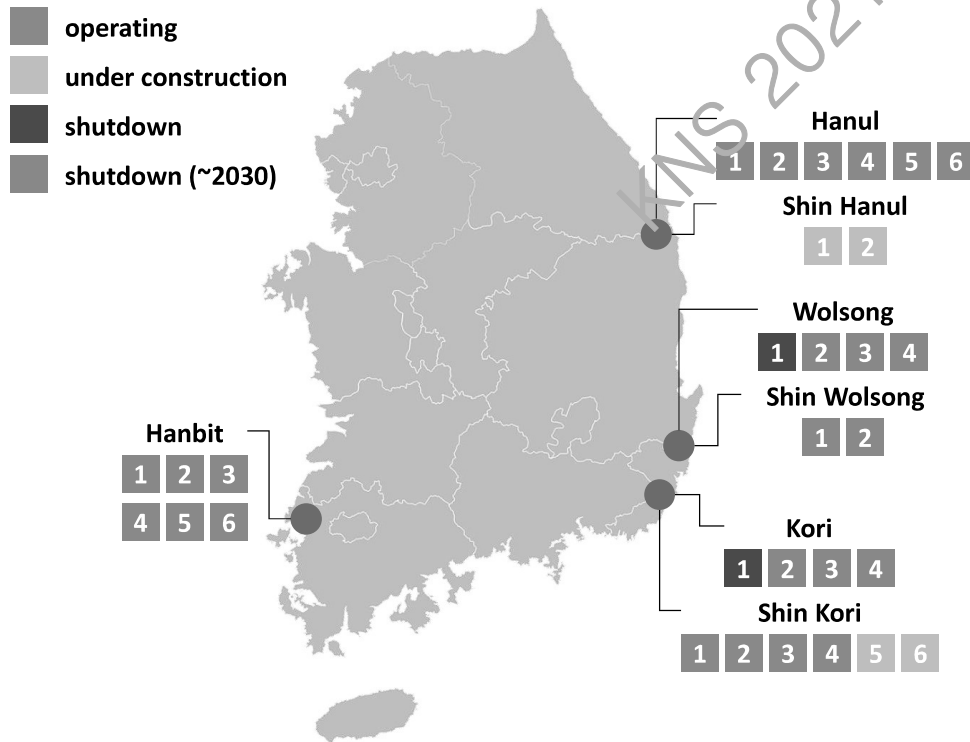 operating
under construction
shutdown
shutdown (~2030)
KNS 2021
Hanul
1 2 3 4 5 6
Shin Hanul
1 2
Wolsong
1 2 3 4
Shin Wolsong
1 2
Hanbit
1 2 3
4 5 6
Kori
1 2 3 4
Shin Kori
1 2 3 4 5 6